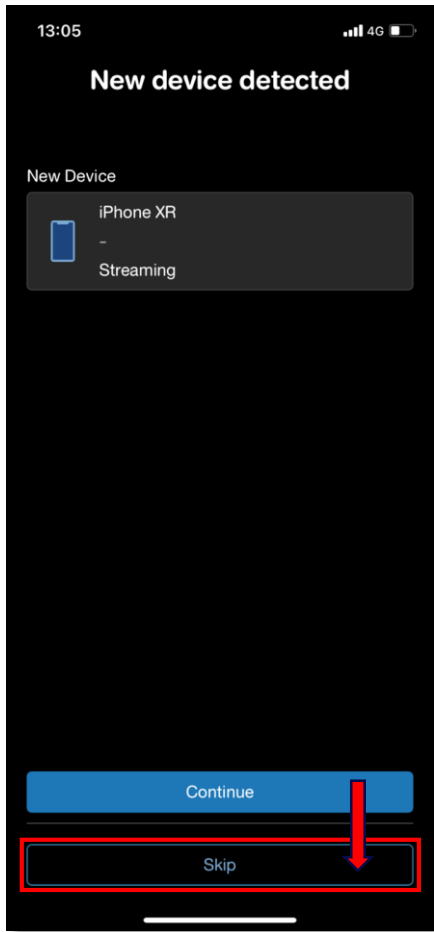 13:05 4G
New device detected
New Device
iPhone XR
-
Streaming
Continue
Skip